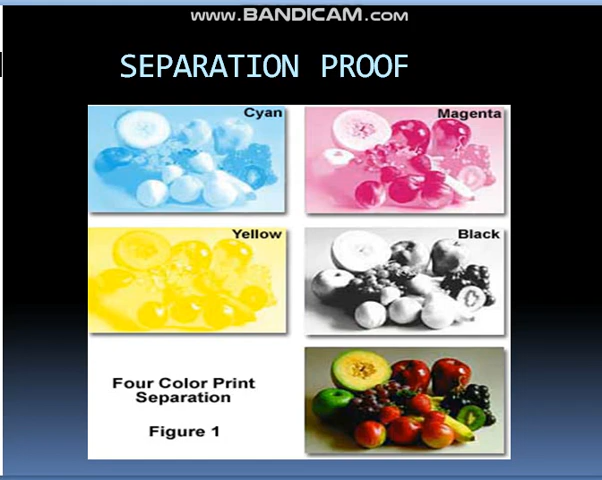 www.BANDICAM.com
SEPARATION PROOF
Cyan
Magenta
Yellow
Black
Four Color Print
Separation
Figure 1